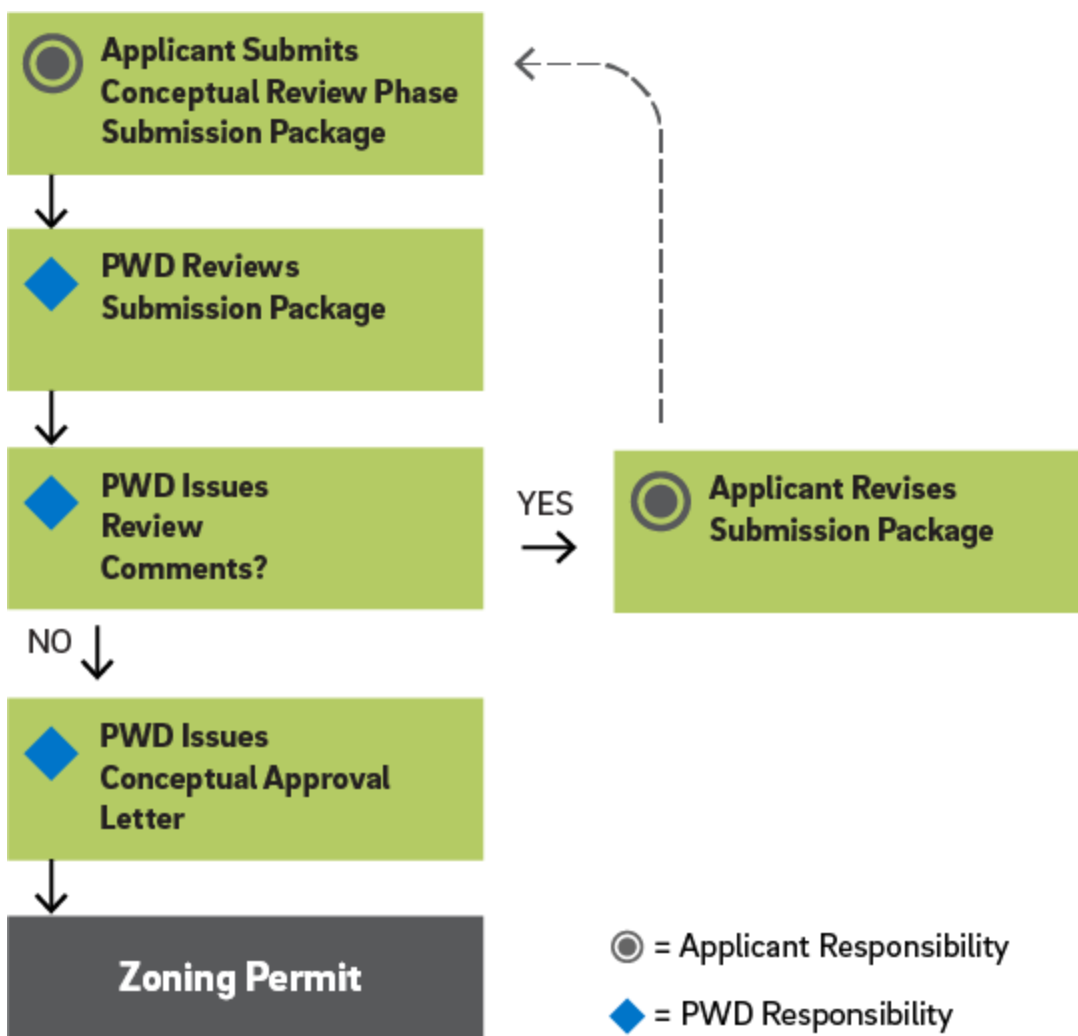 Applicant Submits
Conceptual Review Phase
Submission Package
PWD Reviews
Submission Package
PWD Issues
Review
Comments?
YES
Applicant Revises
Submission Package
NO
PWD Issues
Conceptual Approval
Letter
Zoning Permit
= Applicant Responsibility
= PWD Responsibility